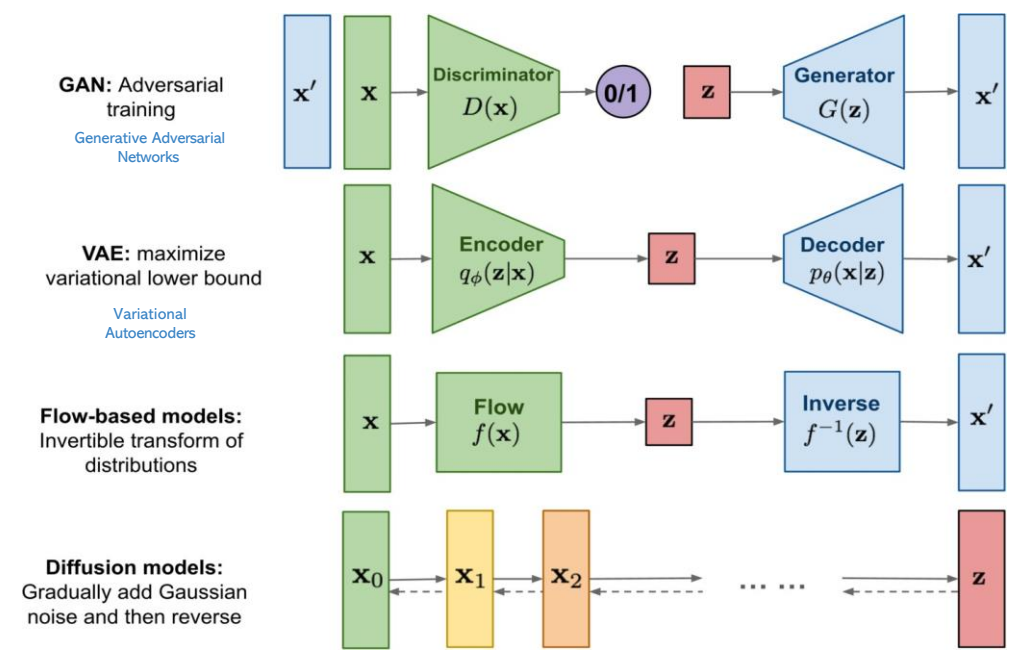 GAN: Adversarial
training
Generative Adversarial
Networks
x′
x
Discriminator
D(x)
0/1
z
Generator
G(z)
x′
VAE: maximize
variational lower bound
Variational
Autoencoders
x
Encoder
qϕ(z|x)
z
Decoder
pθ(x|z)
x′
Flow-based models:
Invertible transform of
distributions
x
Flow
f(x)
z
Inverse
f⁻¹(z)
x′
Diffusion models:
Gradually add Gaussian
noise and then reverse
x₀
x₁
x₂
... ...
z